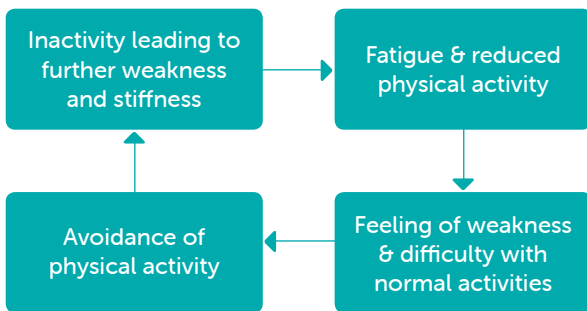 Inactivity leading to
further weakness
and stiffness
Fatigue & reduced
physical activity
Feeling of weakness
& difficulty with
normal activities
Avoidance of
physical activity